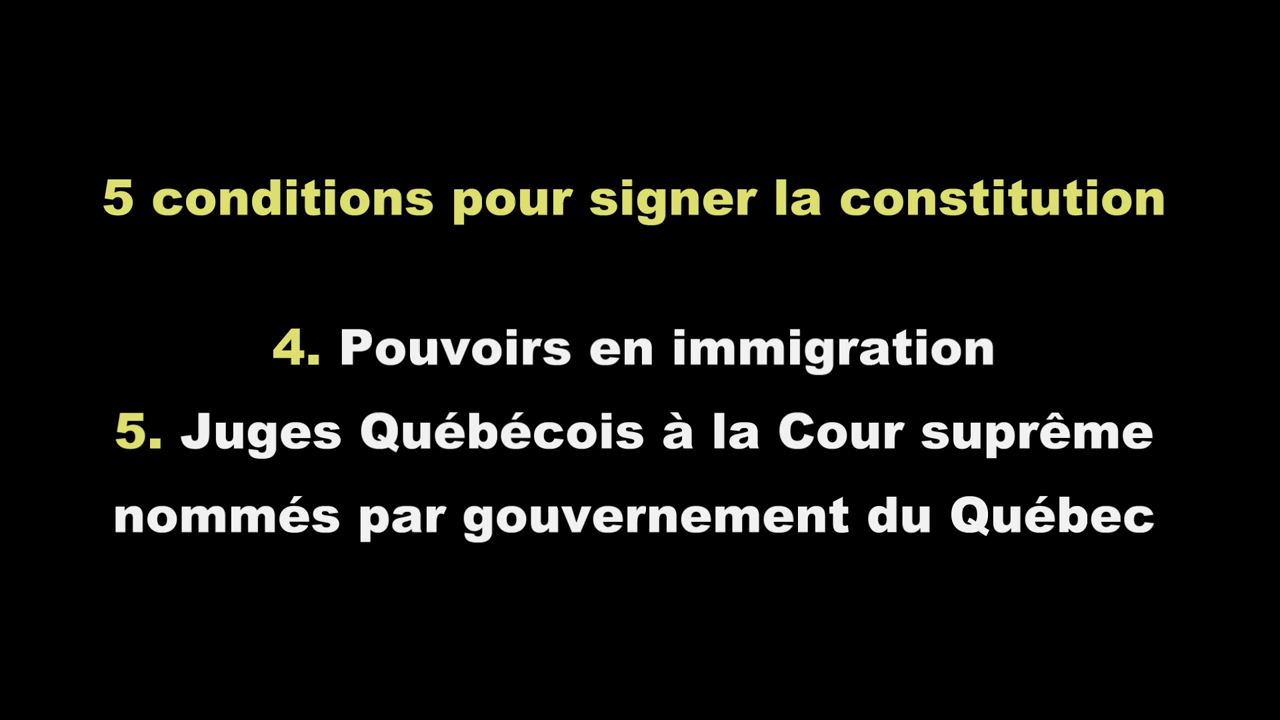 5 conditions pour signer la constitution
4. Pouvoirs en immigration
5. Juges Québécois à la Cour suprême
nommés par gouvernement du Québec